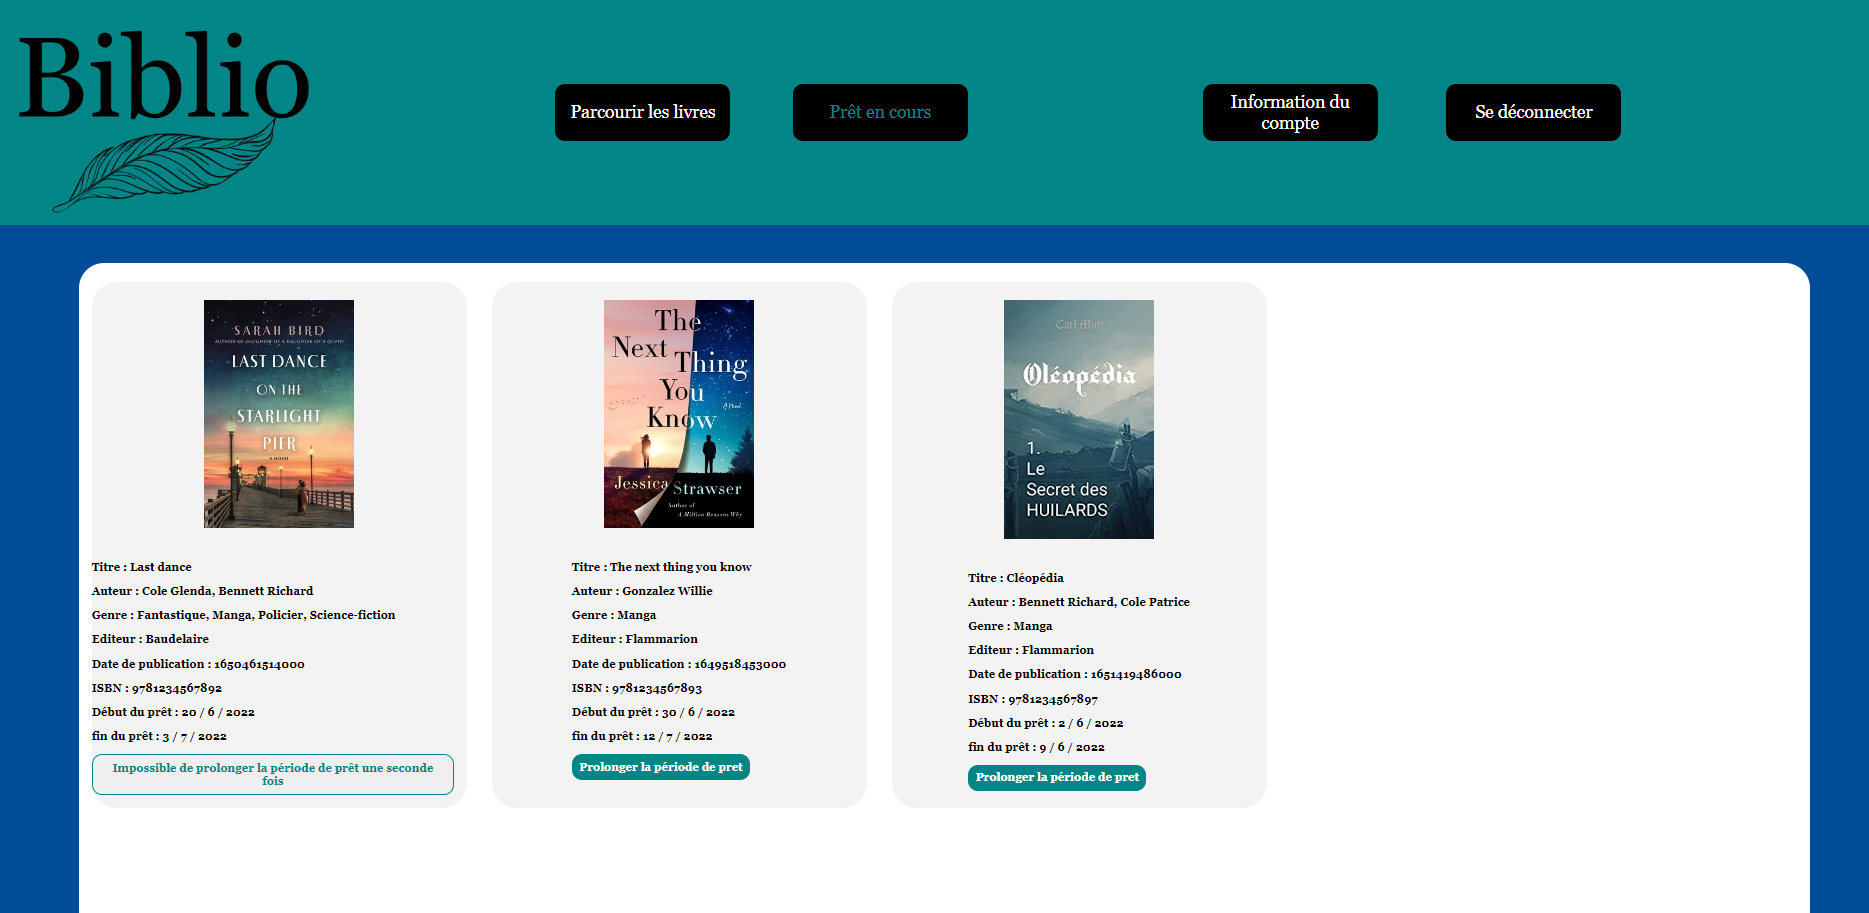 Biblio
Parcourir les livres
Prêt en cours
Information du
compte
Se déconnecter
SARAH BIRD
AUTHOR OF DAUGHTER OF A DAUGHTER OF A QUEEN
LAST DANCE
ON THE
STARLIGHT
PIER
A NOVEL
Titre : Last dance
Auteur : Cole Glenda, Bennett Richard
Genre : Fantastique, Manga, Policier, Science-fiction
Editeur : Baudelaire
Date de publication : 1650461514000
ISBN : 9781234567892
Début du prêt : 20 / 6 / 2022
fin du prêt : 3 / 7 / 2022
Impossible de prolonger la période de prêt une seconde
fois
The
Next Thing
You
Know
A Novel
Jessica Strawser
Author of
A Million Reasons Why
Titre : The next thing you know
Auteur : Gonzalez Willie
Genre : Manga
Editeur : Flammarion
Date de publication : 1649518453000
ISBN : 9781234567893
Début du prêt : 30 / 6 / 2022
fin du prêt : 12 / 7 / 2022
Prolonger la période de pret
Carl Mute
Oléopédia
1.
Le
Secret des
HUILARDS
Titre : Cléopédia
Auteur : Bennett Richard, Cole Patrice
Genre : Manga
Editeur : Flammarion
Date de publication : 1651419486000
ISBN : 9781234567897
Début du prêt : 2 / 6 / 2022
fin du prêt : 9 / 6 / 2022
Prolonger la période de pret